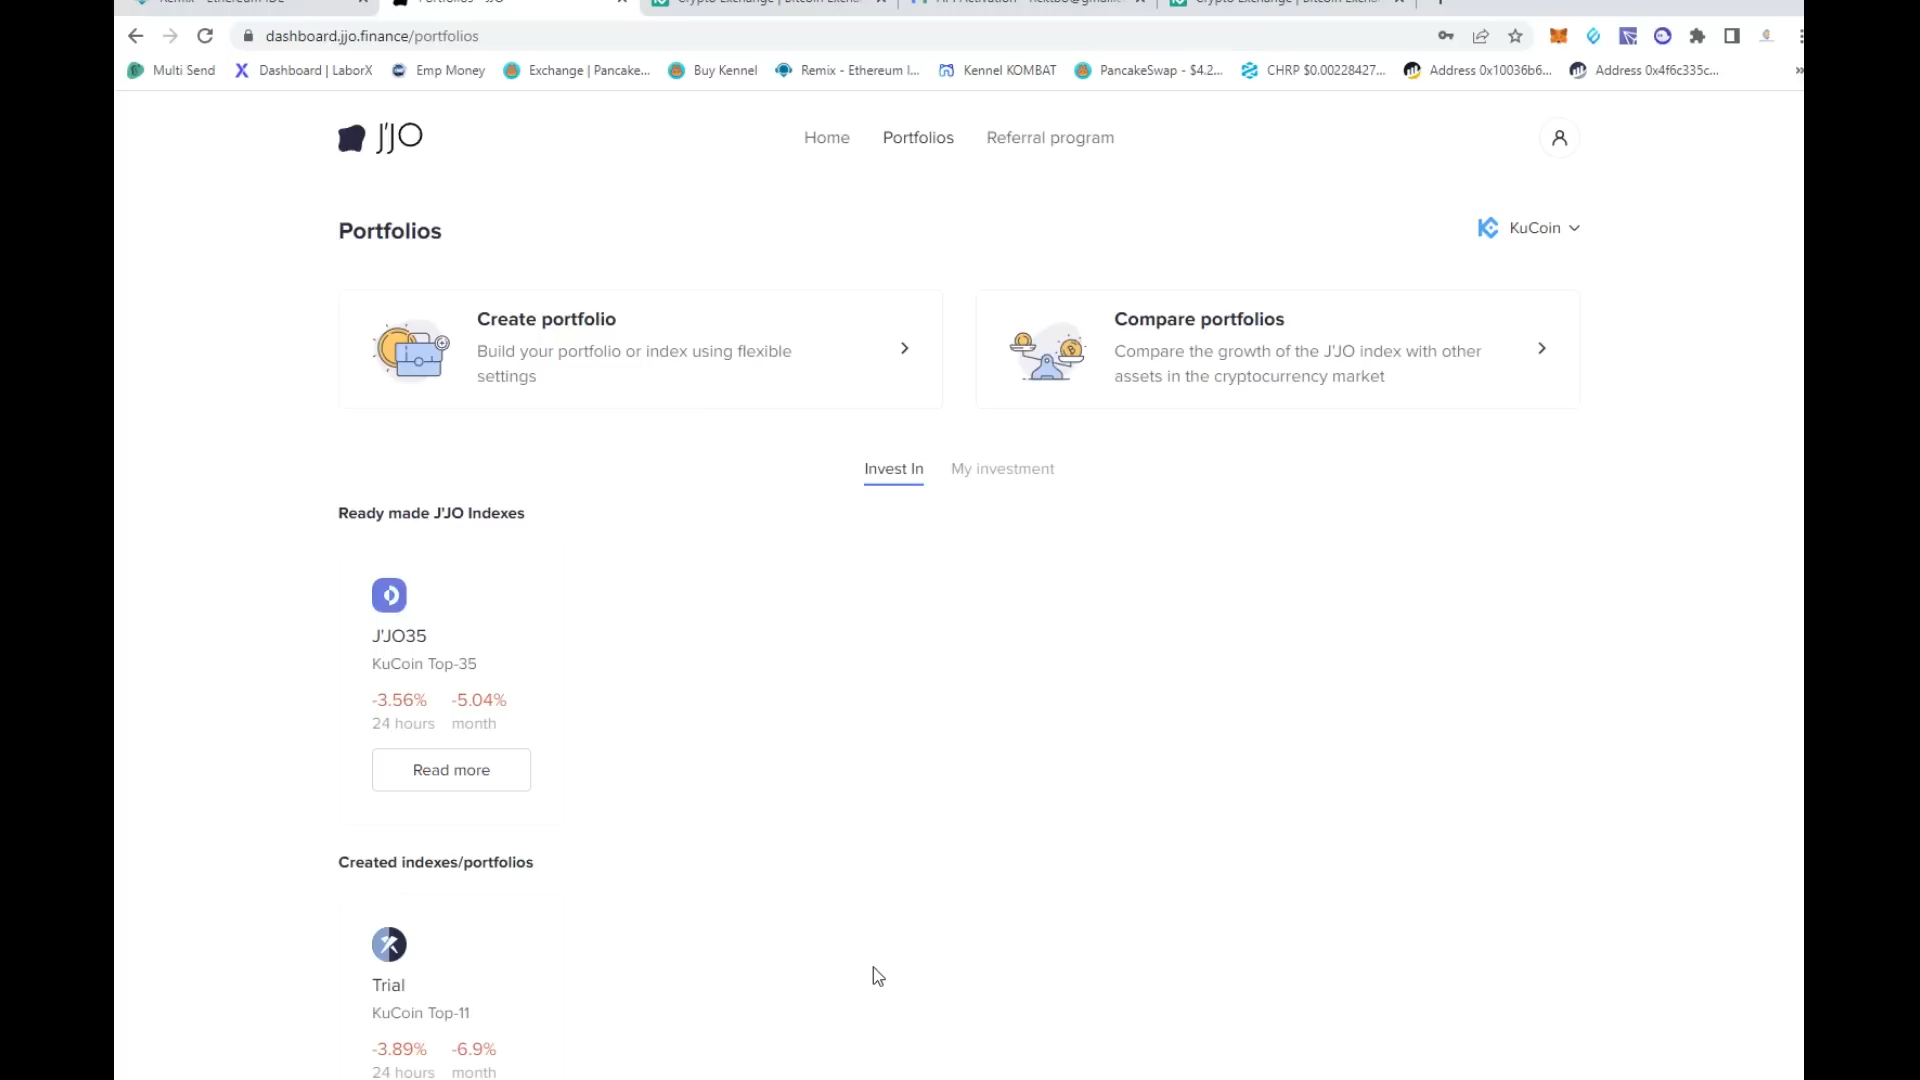 dashboard.jjo.finance/portfolios
Multi Send
Dashboard | LaborX
Emp Money
Exchange | Pancake...
Buy Kennel
Remix - Ethereum I...
Kennel KOMBAT
PancakeSwap - $4.2...
CHRP $0.00228427...
Address 0x10036b6...
Address 0x4f6c335c...
»
J'JO
Home
Portfolios
Referral program
Portfolios
KuCoin
Create portfolio
Build your portfolio or index using flexible
settings
Compare portfolios
Compare the growth of the J'JO index with other
assets in the cryptocurrency market
Invest In
My investment
Ready made J'JO Indexes
J'JO35
KuCoin Top-35
-3.56% -5.04%
24 hours month
Read more
Created indexes/portfolios
Trial
KuCoin Top-11
-3.89% -6.9%
24 hours month